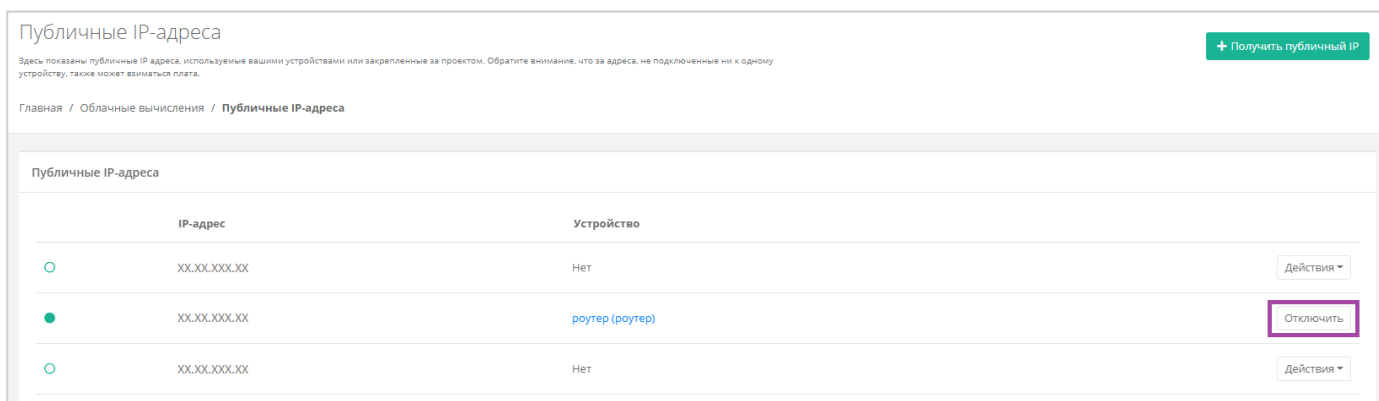 Публичные IP-адреса
+ Получить публичный IP
Здесь показаны публичные IP адреса, используемые вашими устройствами или закрепленные за проектом. Обратите внимание, что за адреса, не подключенные ни к одному
устройству, также может взиматься плата.
Главная / Облачные вычисления / Публичные IP-адреса
Публичные IP-адреса
IP-адрес Устройство
XX.XX.XXX.XX Нет Действия
XX.XX.XXX.XX роутер (роутер) Отключить
XX.XX.XXX.XX Нет Действия